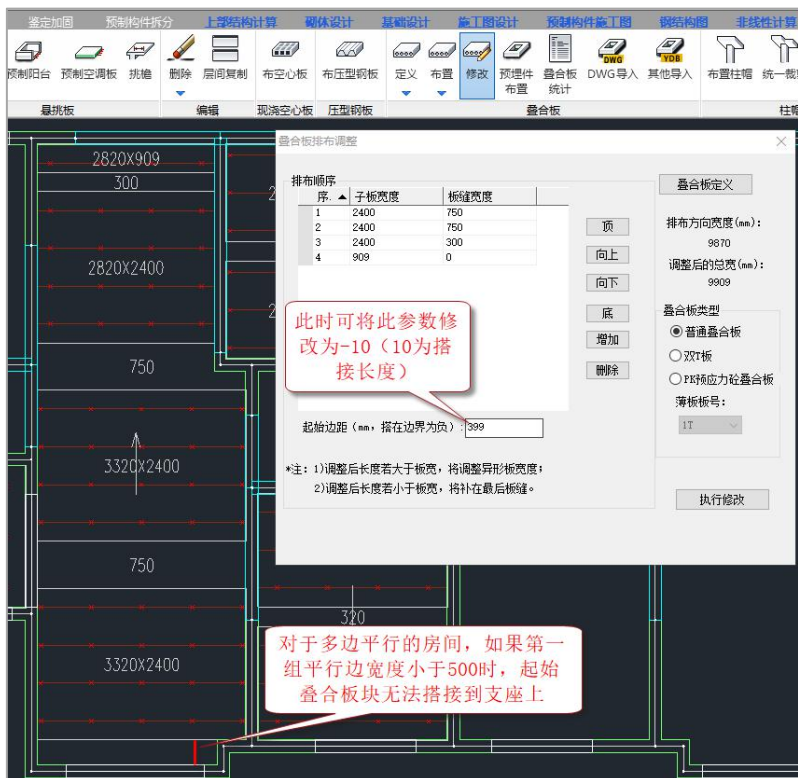 鉴定加固 预制构件拆分 上部结构计算 砌体设计 基础设计 施工图设计 预制构件施工图 钢结构图 非线性计算
预制阳台 预制空调板 挑檐 删除 层间复制 布空心板 布压型钢板 定义 布置 修改 预埋件布置 叠合板统计 DWG导入 其他导入 布置柱帽
DWG YDB
悬挑板 编辑 现浇空心板 压型钢板 叠合板
叠合板排布调整
排布顺序
序. 子板宽度 板缝宽度
1 2400 750
2 2400 750
3 2400 300
4 909 0
顶
向上
向下
底
增加
删除
叠合板定义
排布方向宽度(mm):
9870
调整后的总宽(mm):
9909
叠合板类型
普通叠合板
双T板
PK预应力砼叠合板
薄板板号:
1T
起始边距(mm,搭在边界为负): 399
*注: 1)调整后长度若大于板宽,将调整异形板宽度;
2)调整后长度若小于板宽,将补在最后板缝。
执行修改
此时可将此参数修
改为-10(10为搭
接长度)
2820X909
300
2820X2400
750
3320X2400
750
3320X2400
320
对于多边平行的房间,如果第一
组平行边宽度小于500时,起始
叠合板块无法搭接到支座上